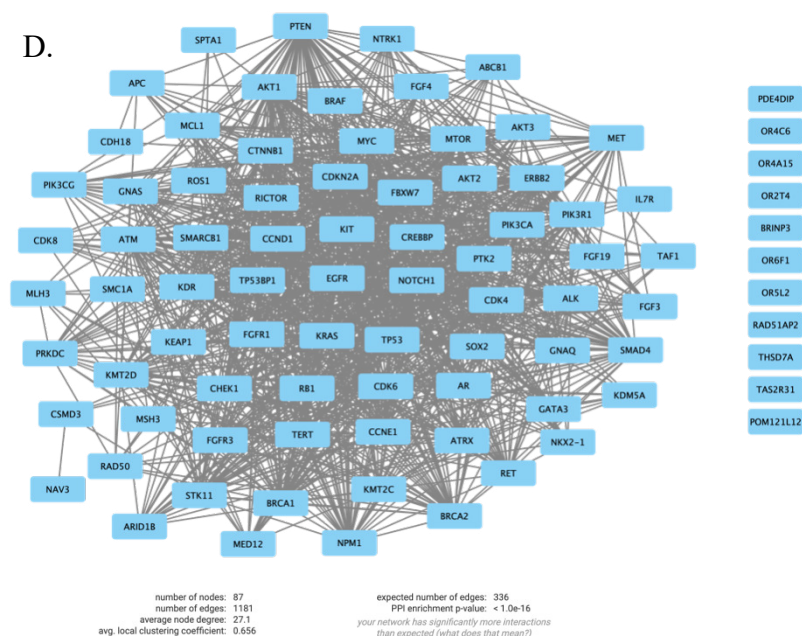 D.
PTEN
SPTA1
NTRK1
ABCB1
APC
AKT1
FGF4
BRAF
PDE4DIP
MCL1
AKT3
MET
OR4C6
CDH18
CTNNB1
MYC
MTOR
OR4A15
PIK3CG
GNAS
ROS1
CDKN2A
AKT2
ERBB2
RICTOR
FBXW7
IL7R
OR2T4
PIK3R1
PIK3CA
BRINP3
CDK8
ATM
SMARCB1
CCND1
KIT
CREBBP
PTK2
FGF19
TAF1
OR6F1
MLH3
SMC1A
KDR
TP53BP1
EGFR
NOTCH1
CDK4
ALK
FGF3
OR5L2
PRKDC
KEAP1
FGFR1
KRAS
TP53
SOX2
GNAQ
SMAD4
RAD51AP2
KMT2D
CHEK1
RB1
CDK6
AR
KDM5A
THSD7A
CSMD3
MSH3
GATA3
TAS2R31
FGFR3
TERT
CCNE1
ATRX
NKX2-1
POM121L12
RAD50
RET
NAV3
STK11
BRCA1
KMT2C
BRCA2
ARID1B
MED12
NPM1
number of nodes: 87
number of edges: 1181
average node degree: 27.1
avg. local clustering coefficient: 0.656
expected number of edges: 336
PPI enrichment p-value: < 1.0e-16
your network has significantly more interactions
than expected (what does that mean?)